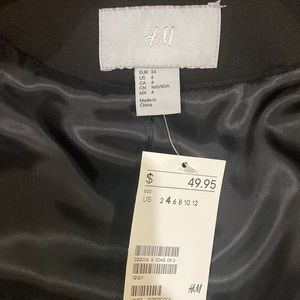 H&M
EUR 34
US 4
CA 4
CN 160/80A
MX 4
Made in
China
$ 49.95
SIZE
US 2 4 6 8 10 12
H&M